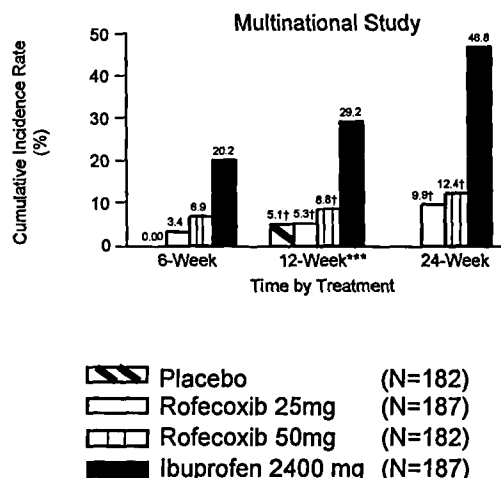 Multinational Study
Cumulative Incidence Rate
(%)
50
40
30
20
10
0
0.00 3.4 6.9 20.2
5.1† 5.3† 8.8† 29.2
9.9† 12.4† 46.8
6-Week 12-Week*** 24-Week
Time by Treatment
Placebo (N=182)
Rofecoxib 25mg (N=187)
Rofecoxib 50mg (N=182)
Ibuprofen 2400 mg (N=187)